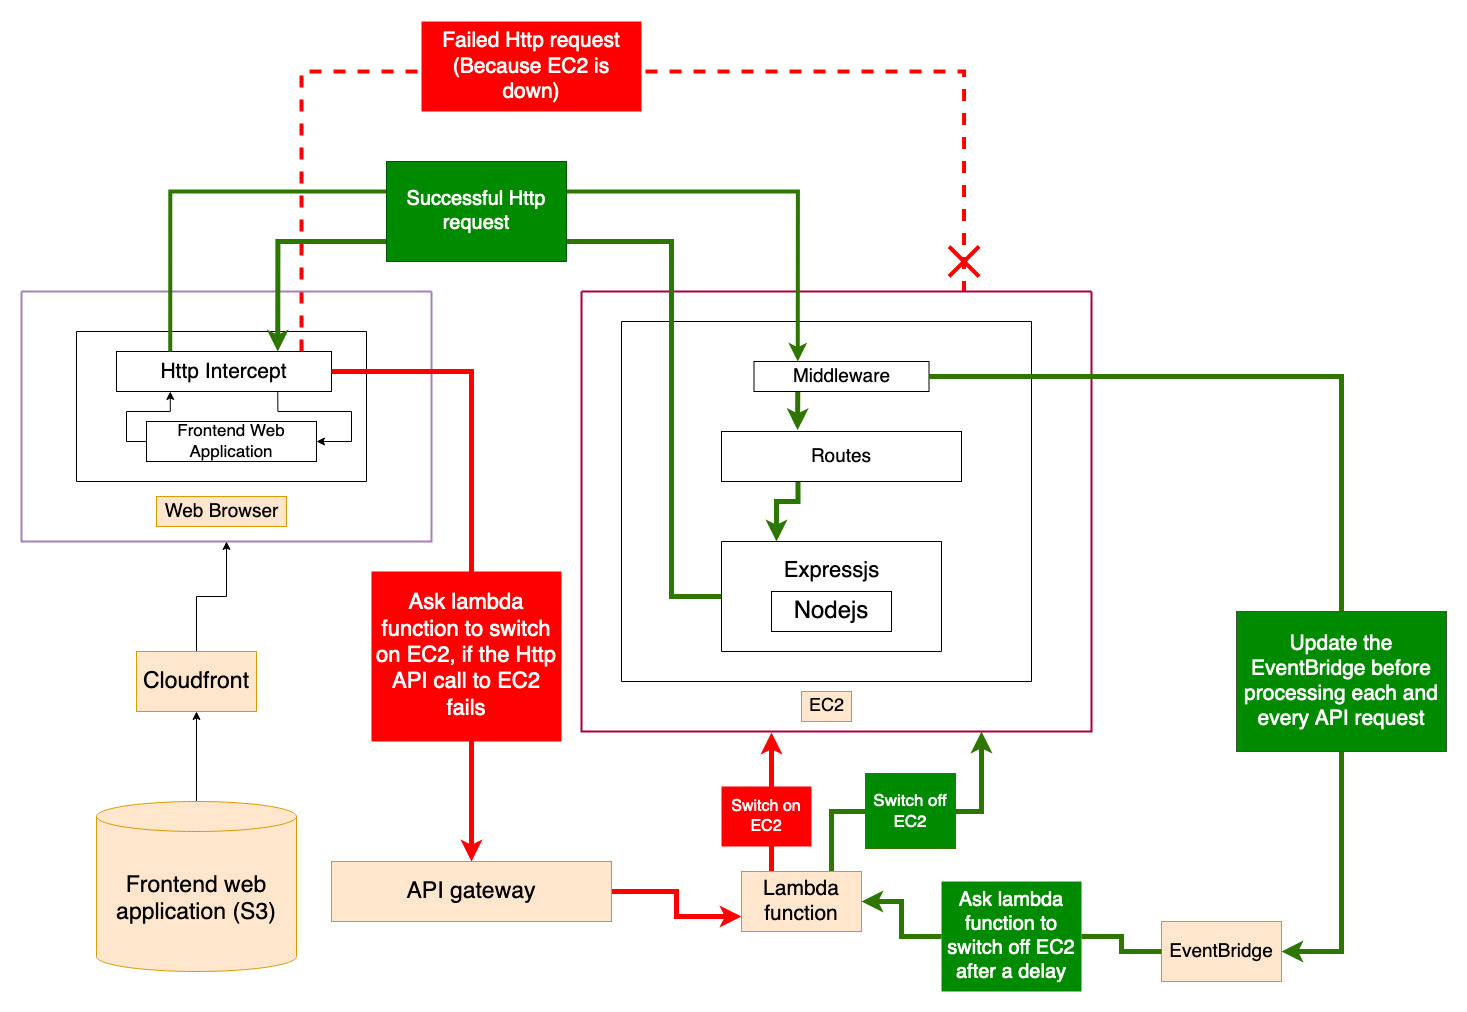 Failed Http request
(Because EC2 is
down)
Successful Http
request
Http Intercept
Frontend Web
Application
Web Browser
Middleware
Routes
Expressjs
Nodejs
EC2
Ask lambda
function to switch
on EC2, if the Http
API call to EC2
fails
Update the
EventBridge before
processing each and
every API request
Cloudfront
Switch on
EC2
Switch off
EC2
Frontend web
application (S3)
API gateway
Lambda
function
Ask lambda
function to
switch off EC2
after a delay
EventBridge